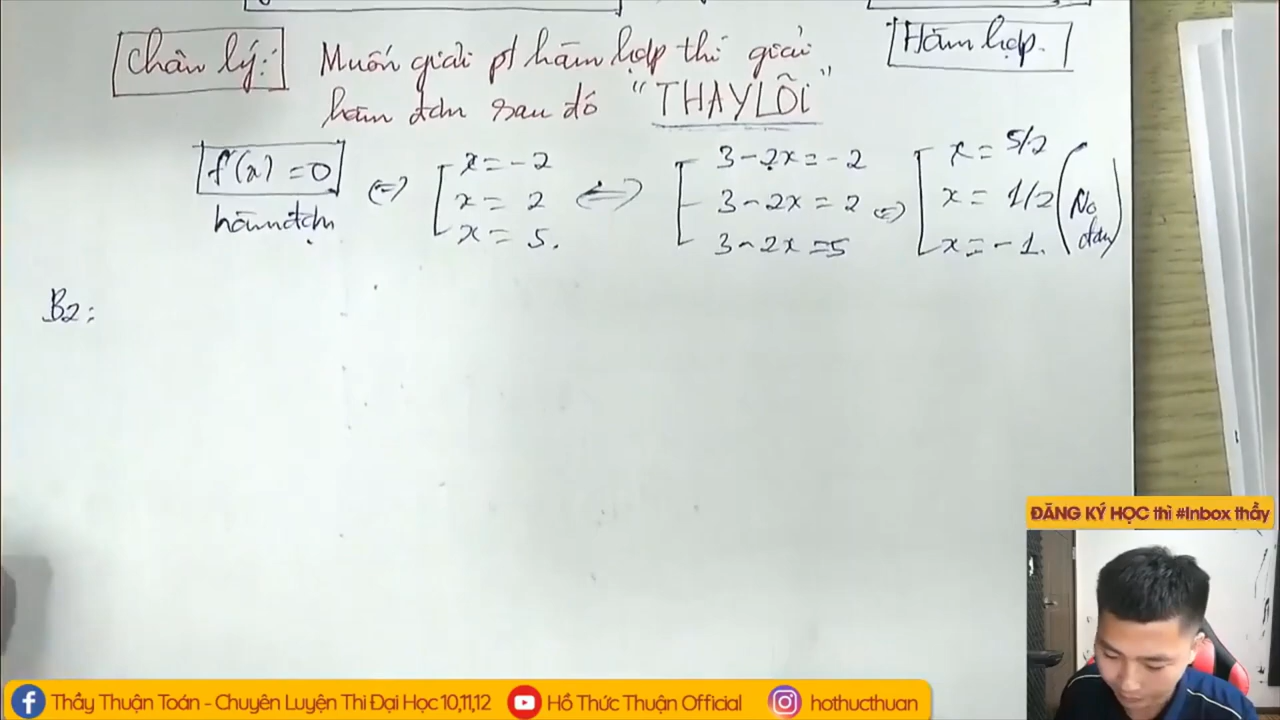 Chân lý: Muốn giải pt hàm hợp thì giải
hàm đơn sau đó "THAY LÕI"
Hàm hợp.
f'(x) = 0 ⇔ [ x = -2 ⇔ [ 3 - 2x = -2 ⇔ [ x = 5/2
x = 2 3 - 2x = 2 x = 1/2 (No
x = 5. 3 - 2x = 5 x = -1. đơn)
hàm đơn
B2:
ĐĂNG KÝ HỌC thì #Inbox thầy
Thầy Thuận Toán - Chuyên Luyện Thi Đại Học 10,11,12
Hồ Thức Thuận Official
hothucthuan